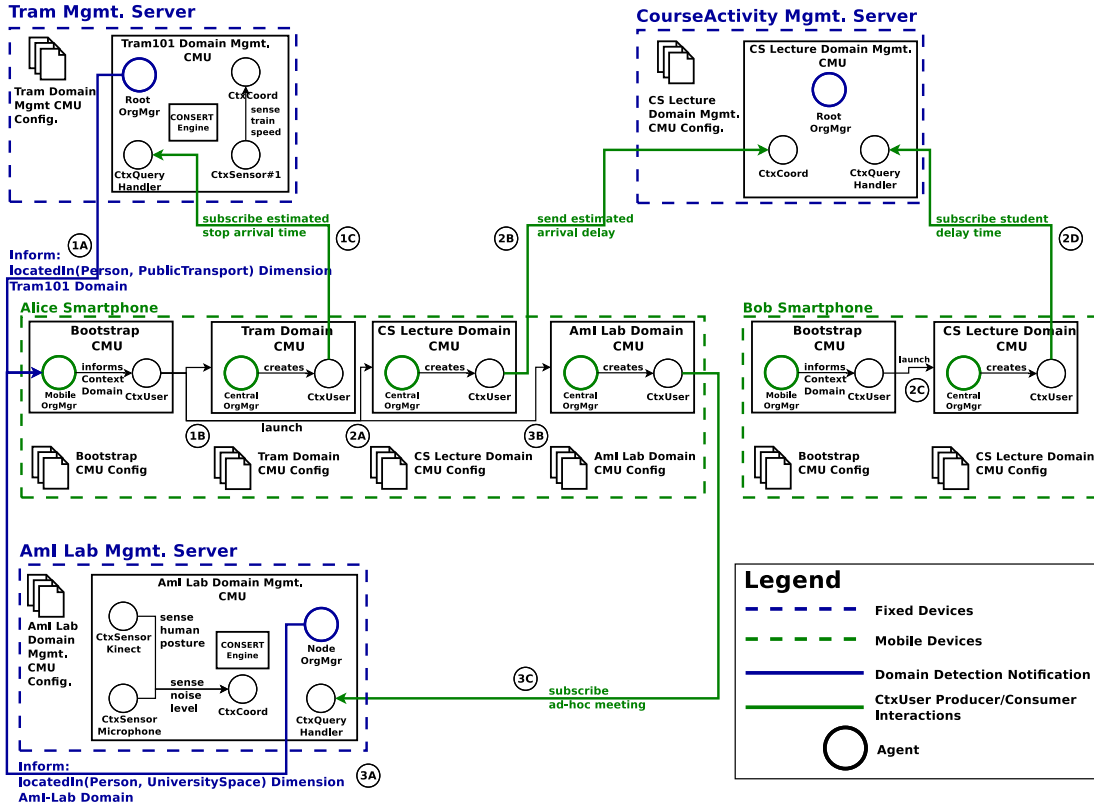 Tram Mgmt. Server
Tram101 Domain Mgmt.
CMU
Tram Domain
Mgmt CMU
Config.
Root
OrgMgr
CtxCoord
CONSERT
Engine
sense
train
speed
CtxQuery
Handler
CtxSensor#1
CourseActivity Mgmt. Server
CS Lecture Domain Mgmt.
CMU
CS Lecture
Domain Mgmt.
CMU Config.
Root
OrgMgr
CtxCoord
CtxQuery
Handler
1A
subscribe estimated
stop arrival time
1C
2B
send estimated
arrival delay
subscribe student
delay time
2D
Inform:
locatedIn(Person, PublicTransport) Dimension
Tram101 Domain
Alice Smartphone
Bootstrap
CMU
informs
Context
Domain
Mobile
OrgMgr
CtxUser
Tram Domain
CMU
creates
Central
OrgMgr
CtxUser
CS Lecture Domain
CMU
creates
Central
OrgMgr
CtxUser
AmI Lab Domain
CMU
creates
Central
OrgMgr
CtxUser
1B
launch
2A
3B
Bootstrap
CMU Config
Tram Domain
CMU Config
CS Lecture Domain
CMU Config
AmI Lab Domain
CMU Config
Bob Smartphone
Bootstrap
CMU
informs
Context
Domain
Mobile
OrgMgr
CtxUser
launch
2C
CS Lecture Domain
CMU
creates
Central
OrgMgr
CtxUser
Bootstrap
CMU Config
CS Lecture Domain
CMU Config
AmI Lab Mgmt. Server
AmI Lab Domain Mgmt.
CMU
AmI Lab
Domain
Mgmt.
CMU
Config.
CtxSensor
Kinect
sense
human
posture
CONSERT
Engine
Node
OrgMgr
sense
noise
level
CtxSensor
Microphone
CtxCoord
CtxQuery
Handler
3C
subscribe
ad-hoc meeting
Inform:
locatedIn(Person, UniversitySpace) Dimension
AmI-Lab Domain
3A
Legend
Fixed Devices
Mobile Devices
Domain Detection Notification
CtxUser Producer/Consumer
Interactions
Agent